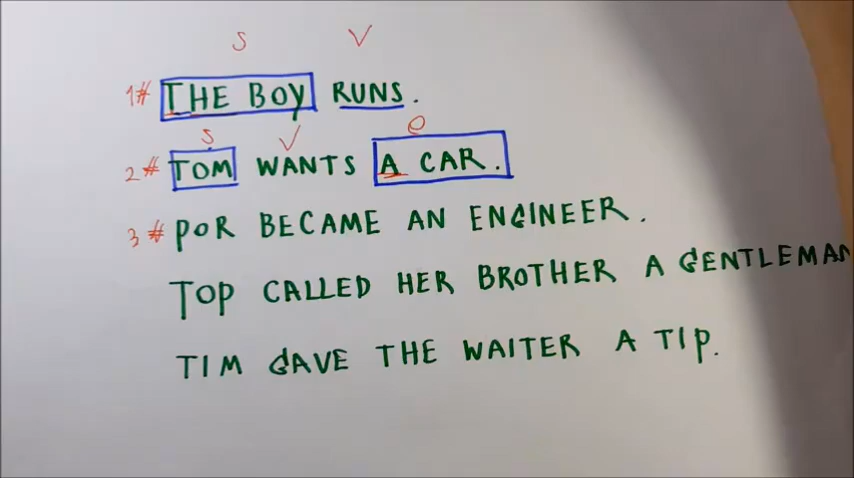 S V
1# THE BOY RUNS.
S V O
2# TOM WANTS A CAR.
3# POR BECAME AN ENGINEER.
TOP CALLED HER BROTHER A GENTLEMAN
TIM GAVE THE WAITER A TIP.